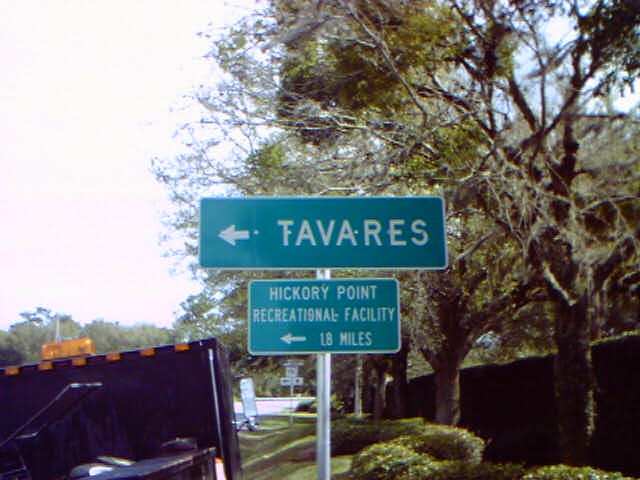 TAVARES
HICKORY POINT
RECREATIONAL FACILITY
1.8 MILES